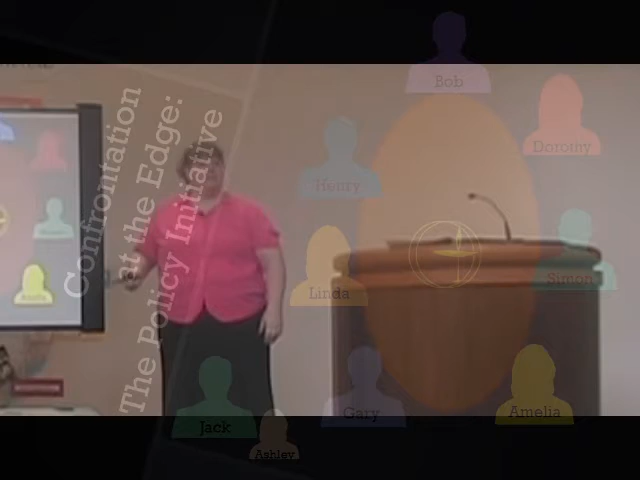 Confrontation
at the Edge:
The Policy Initiative
Bob
Dorothy
Henry
Simon
Linda
Gary
Amelia
Jack
Ashley